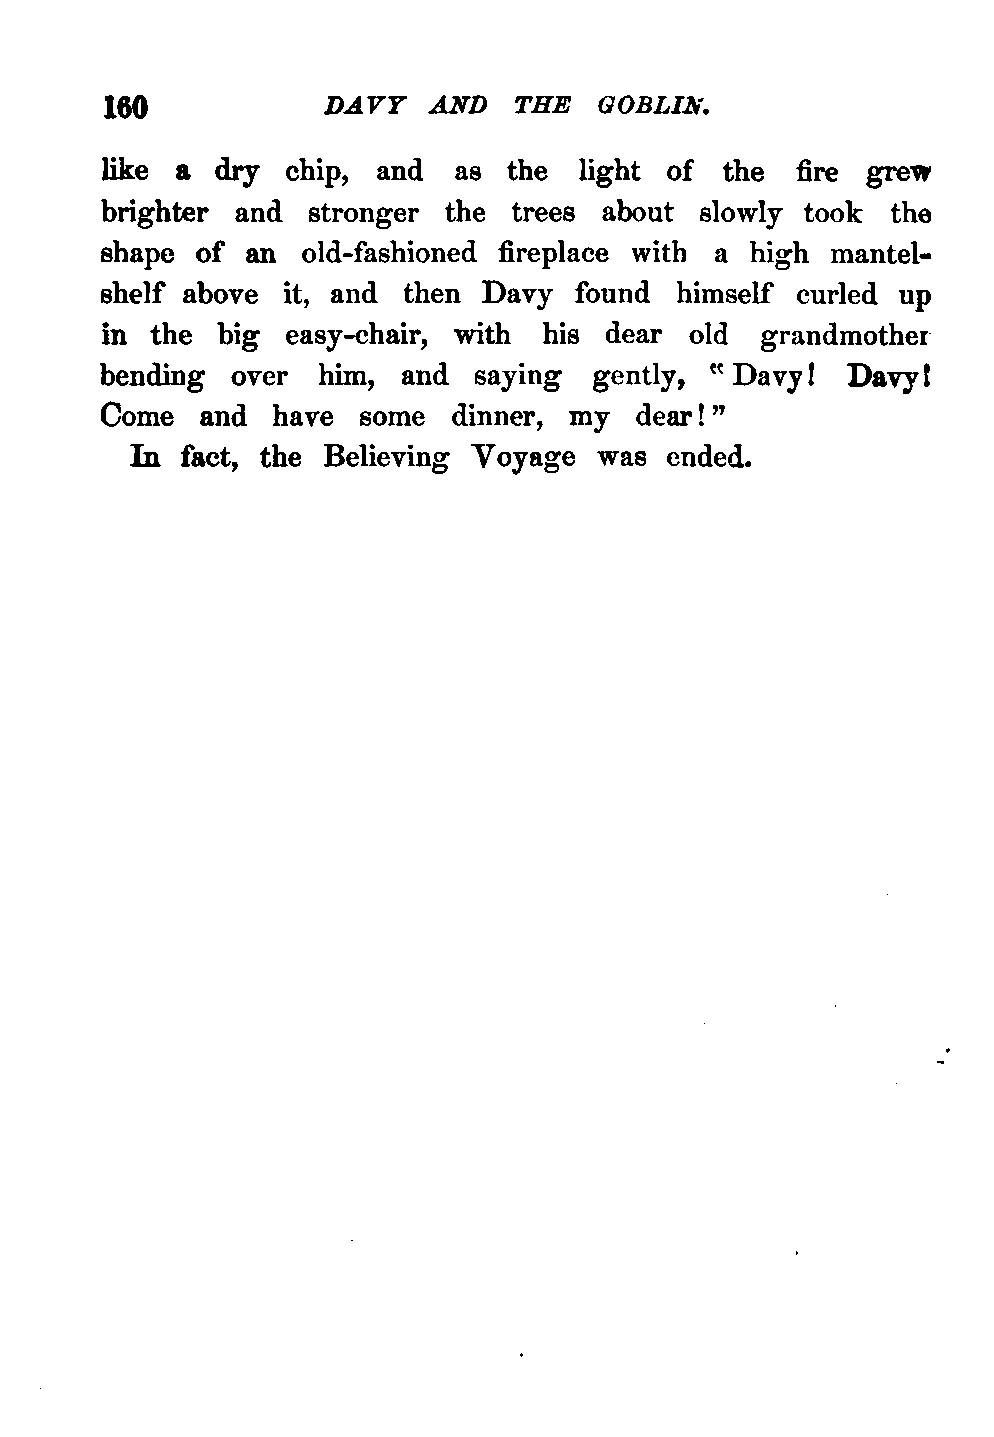 160 DAVY AND THE GOBLIN.
like a dry chip, and as the light of the fire grew
brighter and stronger the trees about slowly took the
shape of an old-fashioned fireplace with a high mantel-
shelf above it, and then Davy found himself curled up
in the big easy-chair, with his dear old grandmother
bending over him, and saying gently, “Davy! Davy!
Come and have some dinner, my dear!”
In fact, the Believing Voyage was ended.